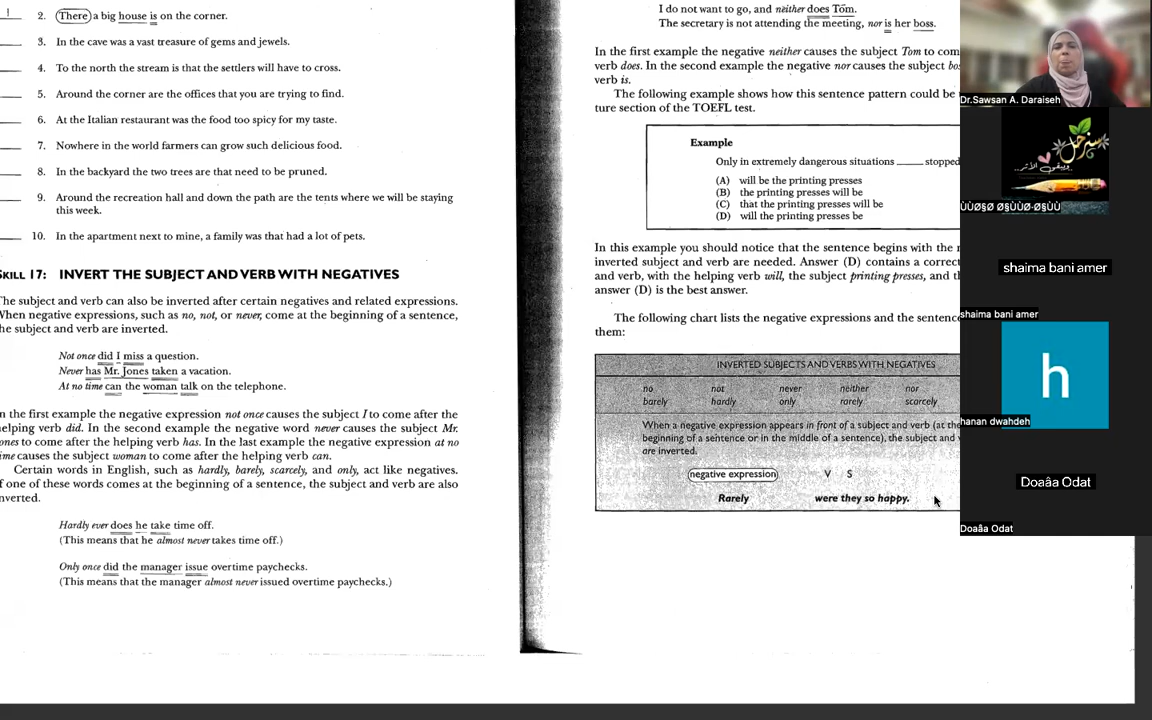 I
2. There a big house is on the corner.
3. In the cave was a vast treasure of gems and jewels.
4. To the north the stream is that the settlers will have to cross.
5. Around the corner are the offices that you are trying to find.
6. At the Italian restaurant was the food too spicy for my taste.
7. Nowhere in the world farmers can grow such delicious food.
8. In the backyard the two trees are that need to be pruned.
9. Around the recreation hall and down the path are the tents where we will be staying
this week.
10. In the apartment next to mine, a family was that had a lot of pets.
SKILL 17: INVERT THE SUBJECT AND VERB WITH NEGATIVES
The subject and verb can also be inverted after certain negatives and related expressions.
When negative expressions, such as no, not, or never, come at the beginning of a sentence,
the subject and verb are inverted.
Not once did I miss a question.
Never has Mr. Jones taken a vacation.
At no time can the woman talk on the telephone.
n the first example the negative expression not once causes the subject I to come after the
elping verb did. In the second example the negative word never causes the subject Mr.
ones to come after the helping verb has. In the last example the negative expression at no
ime causes the subject woman to come after the helping verb can.
Certain words in English, such as hardly, barely, scarcely, and only, act like negatives.
f one of these words comes at the beginning of a sentence, the subject and verb are also
nverted.
Hardly ever does he take time off.
(This means that he almost never takes time off.)
Only once did the manager issue overtime paychecks.
(This means that the manager almost never issued overtime paychecks.)
I do not want to go, and neither does Tom.
The secretary is not attending the meeting, nor is her boss.
In the first example the negative neither causes the subject Tom to com
verb does. In the second example the negative nor causes the subject bo
verb is.
The following example shows how this sentence pattern could be
ture section of the TOEFL test.
Example
Only in extremely dangerous situations _____ stopped
(A) will be the printing presses
(B) the printing presses will be
(C) that the printing presses will be
(D) will the printing presses be
In this example you should notice that the sentence begins with the n
inverted subject and verb are needed. Answer (D) contains a correct
and verb, with the helping verb will, the subject printing presses, and t
answer (D) is the best answer.
The following chart lists the negative expressions and the sentence
them:
INVERTED SUBJECTS AND VERBS WITH NEGATIVES
no not never neither nor
barely hardly only rarely scarcely
When a negative expression appears in front of a subject and verb (at the
beginning of a sentence or in the middle of a sentence), the subject and v
are inverted.
negative expression V S
Rarely were they so happy.
Dr.Sawsan A. Daraiseh
shaima bani amer
shaima bani amer
h
hanan dwahdeh
Doaâa Odat
Doaâa Odat